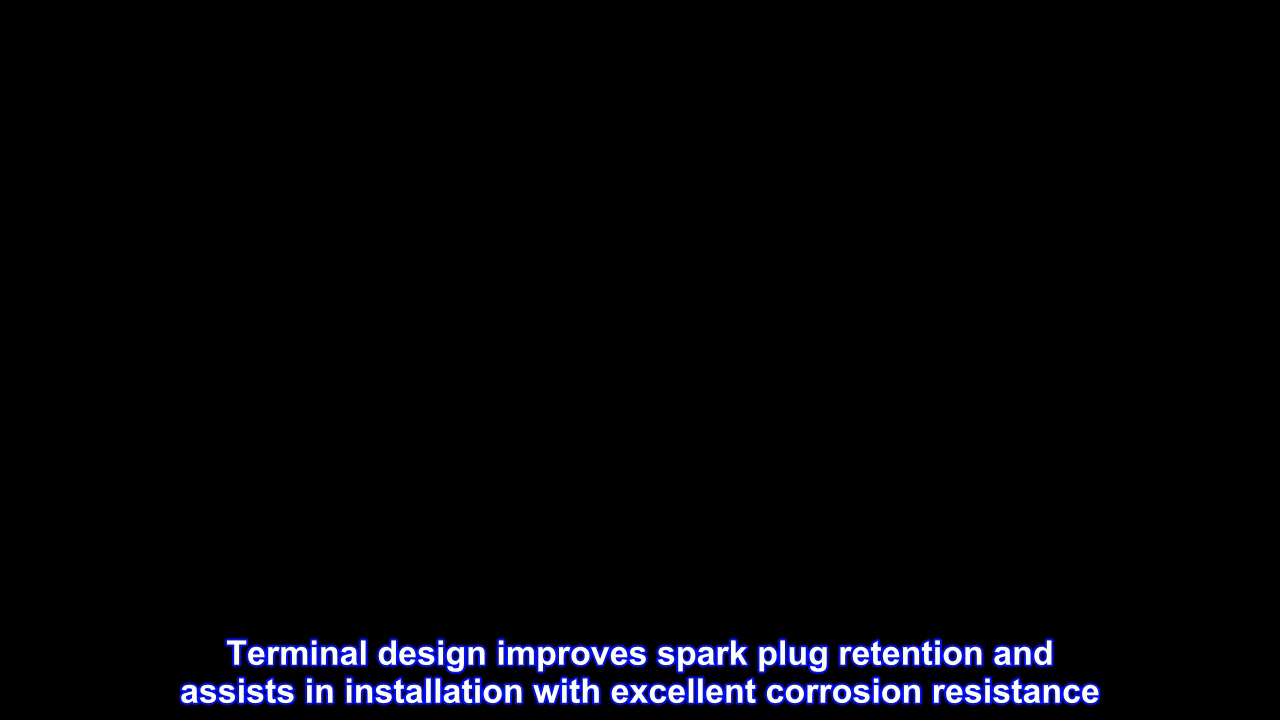 Terminal design improves spark plug retention and
assists in installation with excellent corrosion resistance